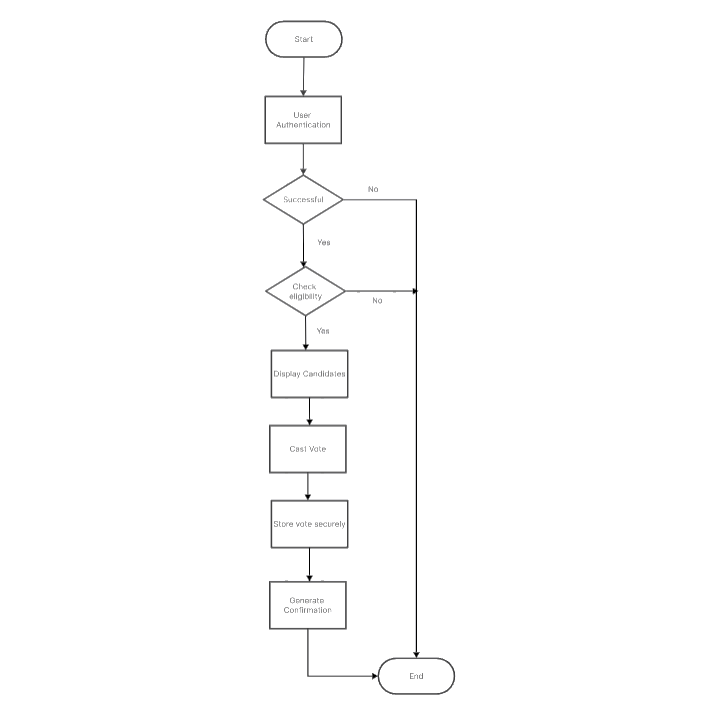 Start
User
Authentication
Successful
No
Yes
Check
eligibility
No
Yes
Display Candidates
Cast Vote
Store vote securely
Generate
Confirmation
End